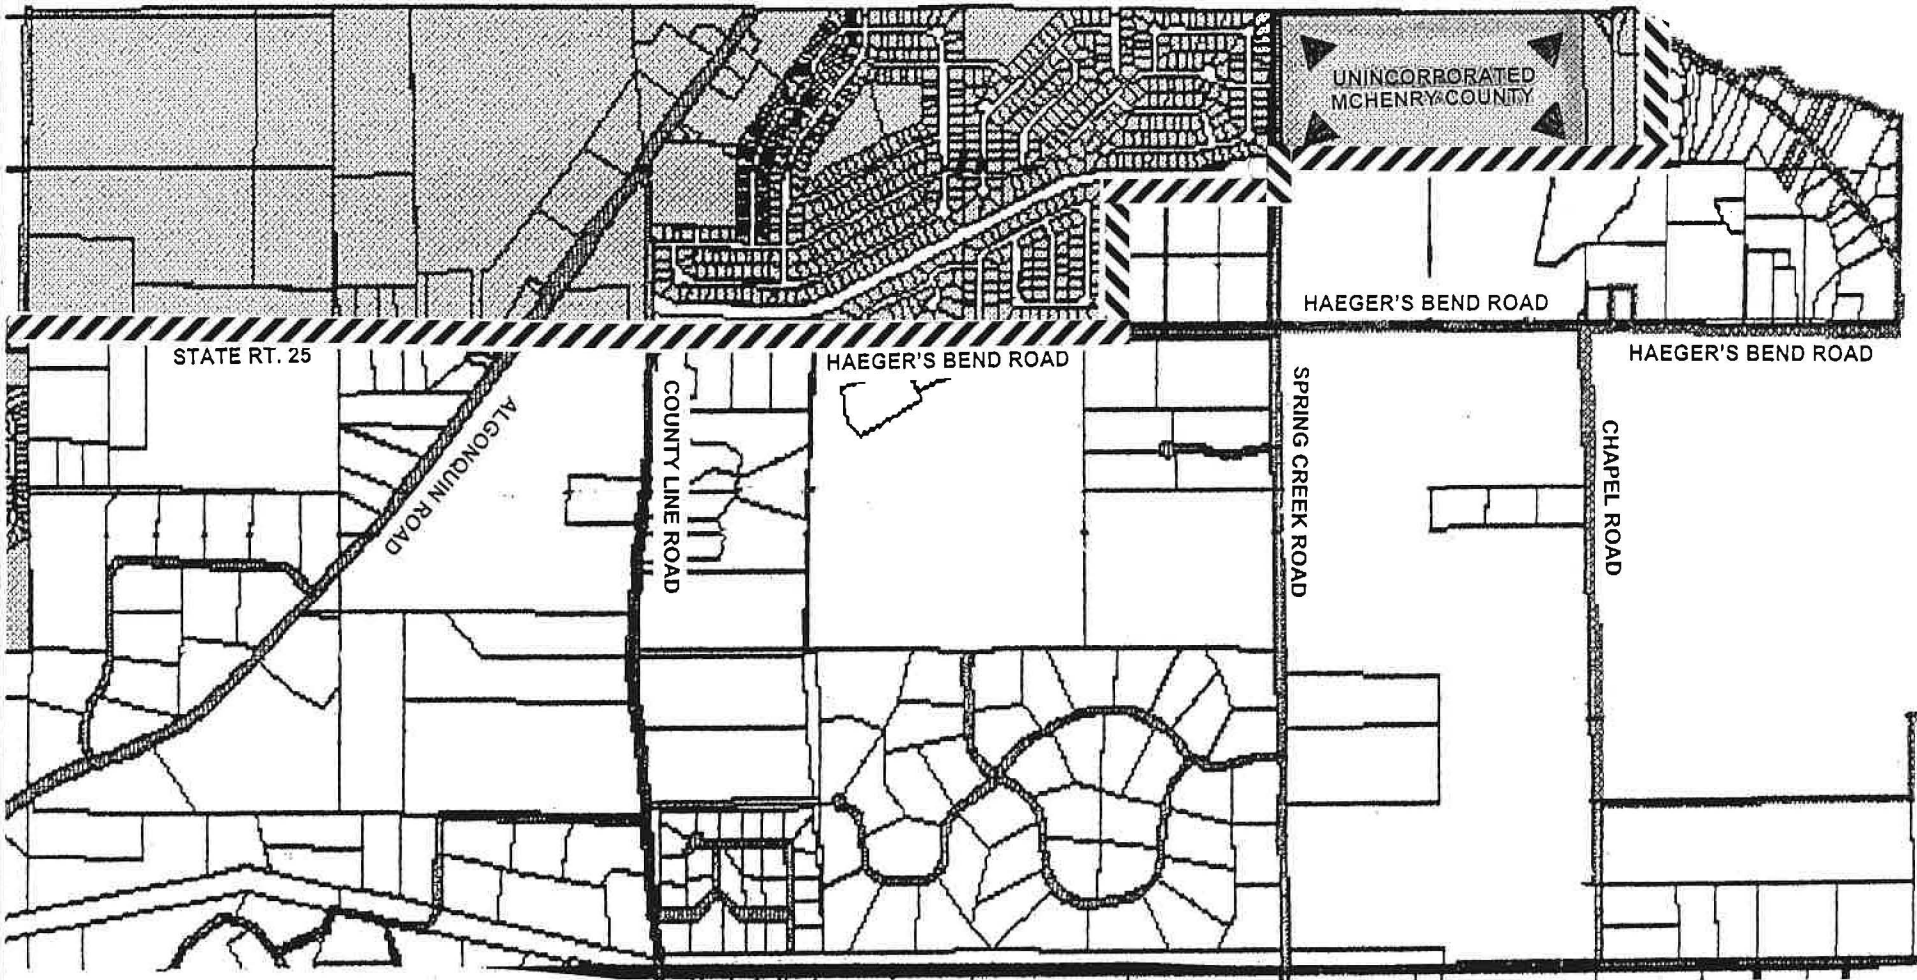 UNINCORPORATED
MCHENRY COUNTY
HAEGER'S BEND ROAD
STATE RT. 25
HAEGER'S BEND ROAD
HAEGER'S BEND ROAD
ALGONQUIN ROAD
COUNTY LINE ROAD
SPRING CREEK ROAD
CHAPEL ROAD